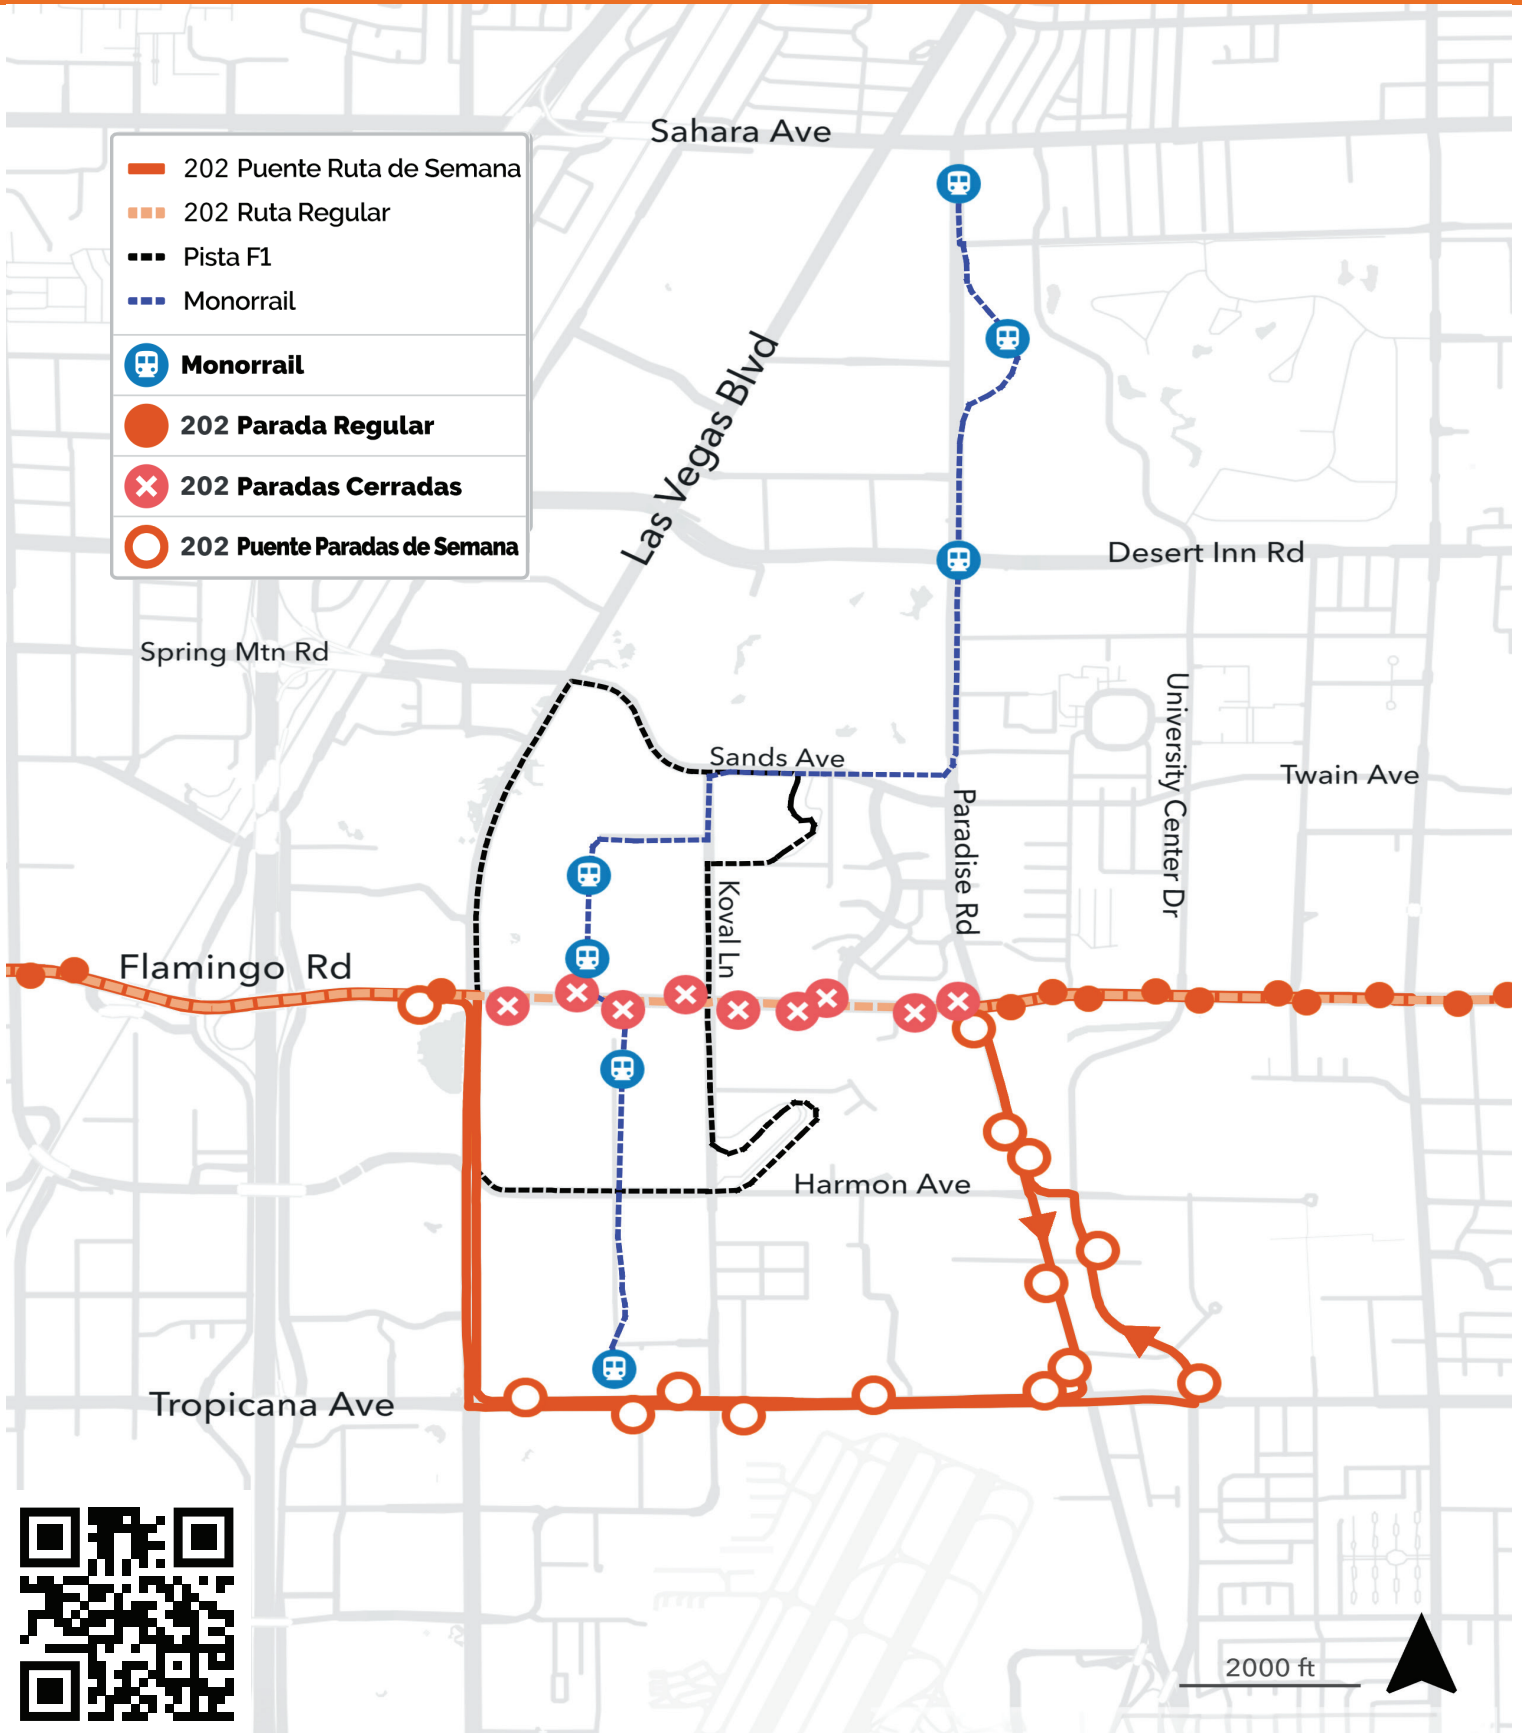 Sahara Ave
202 Puente Ruta de Semana
202 Ruta Regular
Pista F1
Monorrail
Monorrail
202 Parada Regular
202 Paradas Cerradas
202 Puente Paradas de Semana
Las Vegas Blvd
Desert Inn Rd
Spring Mtn Rd
University Center Dr
Sands Ave
Twain Ave
Paradise Rd
Koval Ln
Flamingo Rd
Harmon Ave
Tropicana Ave
2000 ft